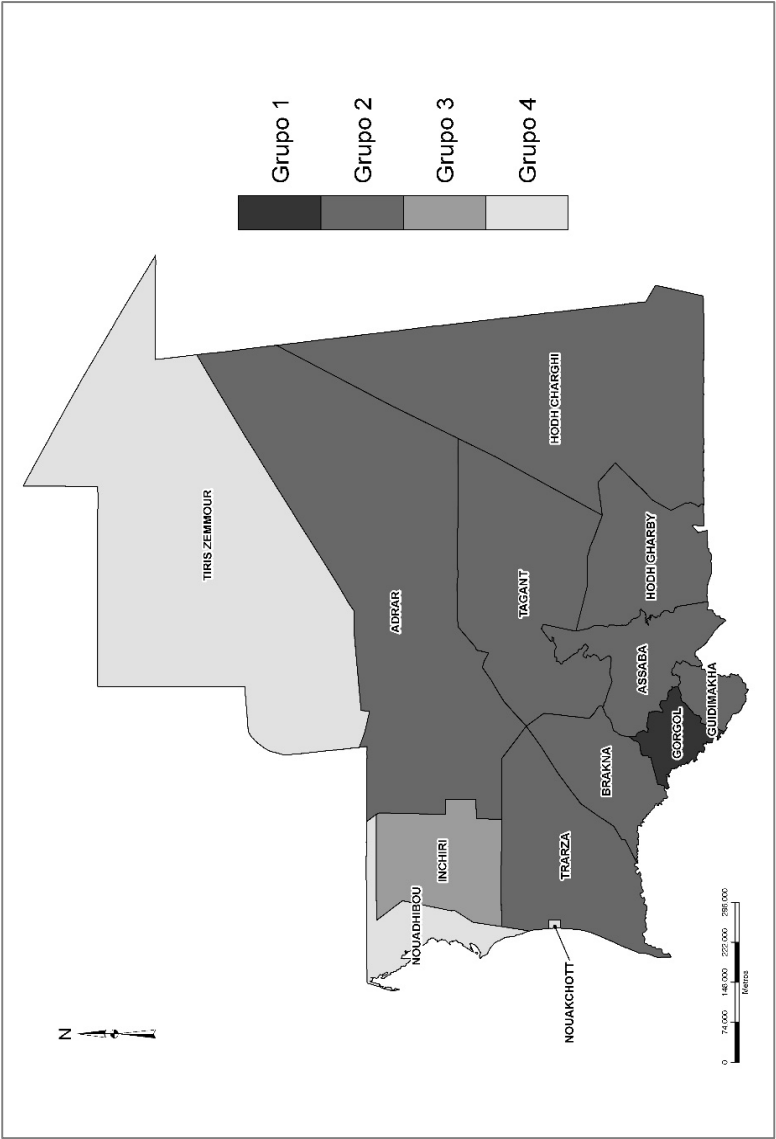 N
Grupo 1
Grupo 2
Grupo 3
Grupo 4
TIRIS ZEMMOUR
ADRAR
HODH CHARGHI
TAGANT
INCHIRI
NOUADHIBOU
HODH CHARBY
ASSABA
TRARZA
BRAKNA
GORGOL
GUIDIMAKHA
NOUAKCHOTT
0 74.000 148.000 222.000 296.000
Metros